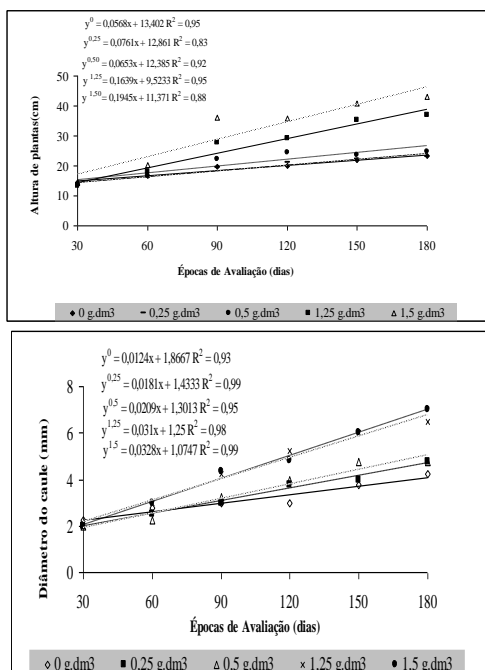 y⁰ = 0,0568x + 13,402 R² = 0,95
y⁰,²⁵ = 0,0761x + 12,861 R² = 0,83
y⁰,⁵⁰ = 0,0653x + 12,385 R² = 0,92
y ¹,²⁵ = 0,1639x + 9,5233 R² = 0,95
y ¹,⁵⁰ = 0,1945x + 11,371 R² = 0,88
Altura de plantas(cm)
50
40
30
20
10
0
30 60 90 120 150 180
Épocas de Avaliação (dias)
0 g.dm3 0,25 g.dm3 0,5 g.dm3 1,25 g.dm3 1,5 g.dm3
y⁰ = 0,0124x + 1,8667 R² = 0,93
y⁰,²⁵ = 0,0181x + 1,4333 R² = 0,99
y⁰,⁵ = 0,0209x + 1,3013 R² = 0,95
y¹,²⁵ = 0,031x + 1,25 R² = 0,98
y¹,⁵ = 0,0328x + 1,0747 R² = 0,99
Diâmetro do caule (mm)
8
6
4
2
0
30 60 90 120 150 180
Épocas de Avaliação (dias)
0 g.dm3 0,25 g.dm3 0,5 g.dm3 1,25 g.dm3 1,5 g.dm3